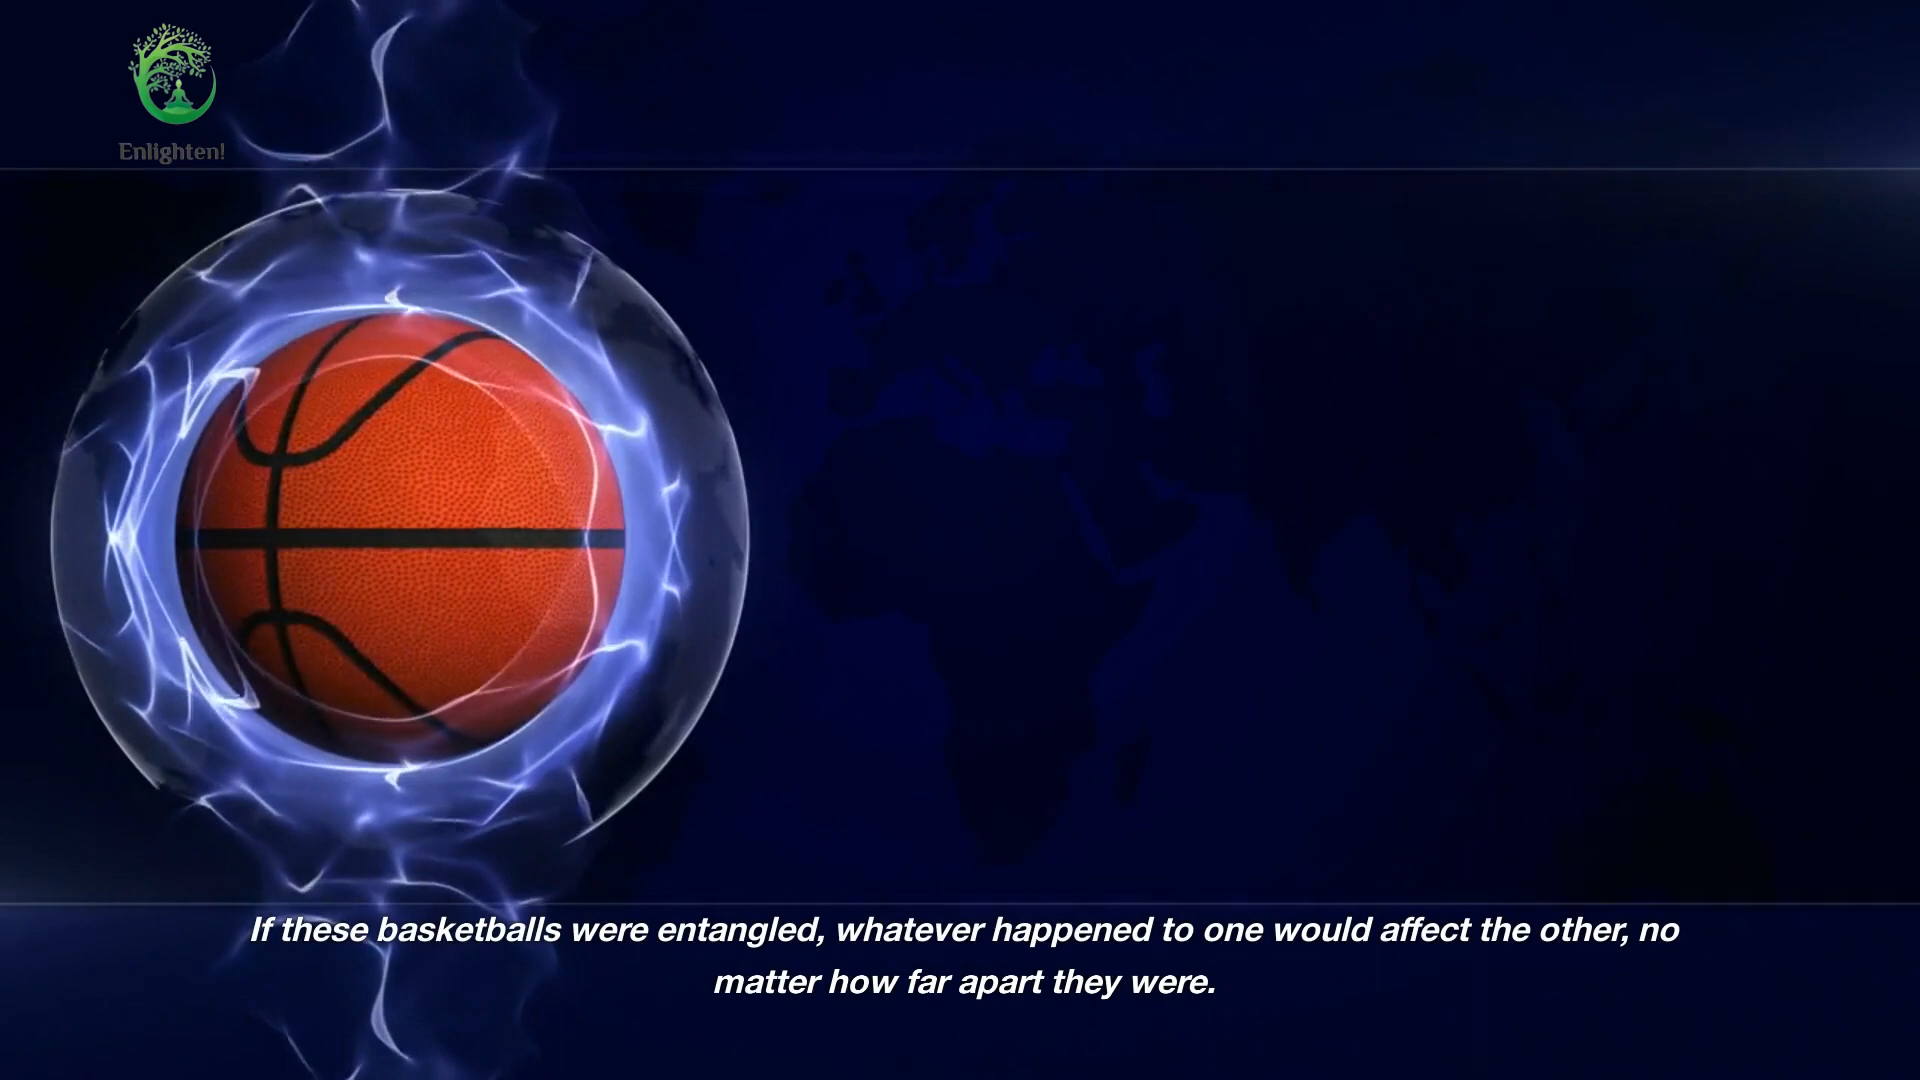 Enlighten!
If these basketballs were entangled, whatever happened to one would affect the other, no
matter how far apart they were.